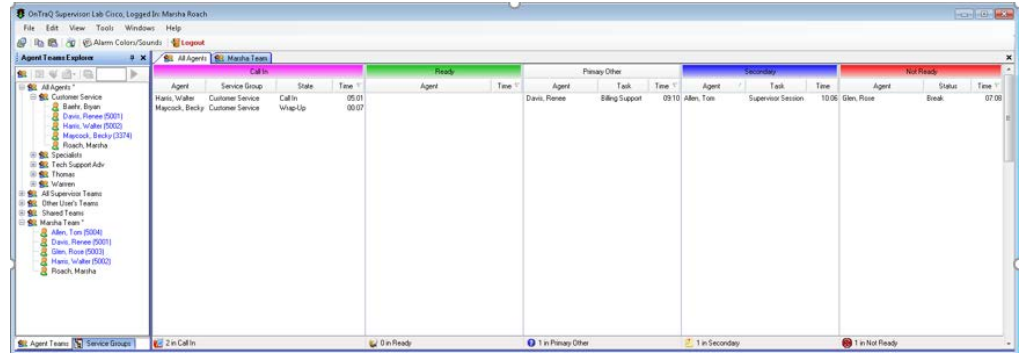 OnTraQ Supervisor: Lab Cisco, Logged In: Marsha Roach
File Edit View Tools Windows Help
Alarm Colors/Sounds Logout
Agent Teams Explorer
All Agents Marsha Team
All Agents *
Customer Service
Baehr, Bryan
Davis, Renee (5001)
Harris, Walter (5002)
Maycock, Becky (3374)
Roach, Marsha
Specialists
Tech Support Adv
Thomas
Warren
All Supervisor Teams
Other User's Teams
Shared Teams
Marsha Team *
Allen, Tom (5004)
Davis, Renee (5001)
Glen, Rose (5003)
Harris, Walter (5002)
Roach, Marsha
Agent Teams Service Groups
Call In Ready Primary Other Secondary Not Ready
Agent Service Group State Time Agent Time Agent Task Time Agent Task Time Agent Status Time
Harris, Walter Customer Service Call In 05:01 Davis, Renee Billing Support 09:10 Allen, Tom Supervisor Session 10:06 Glen, Rose Break 07:08
Maycock, Becky Customer Service Wrap-Up 00:07
2 in Call In 0 in Ready 1 in Primary Other 1 in Secondary 1 in Not Ready